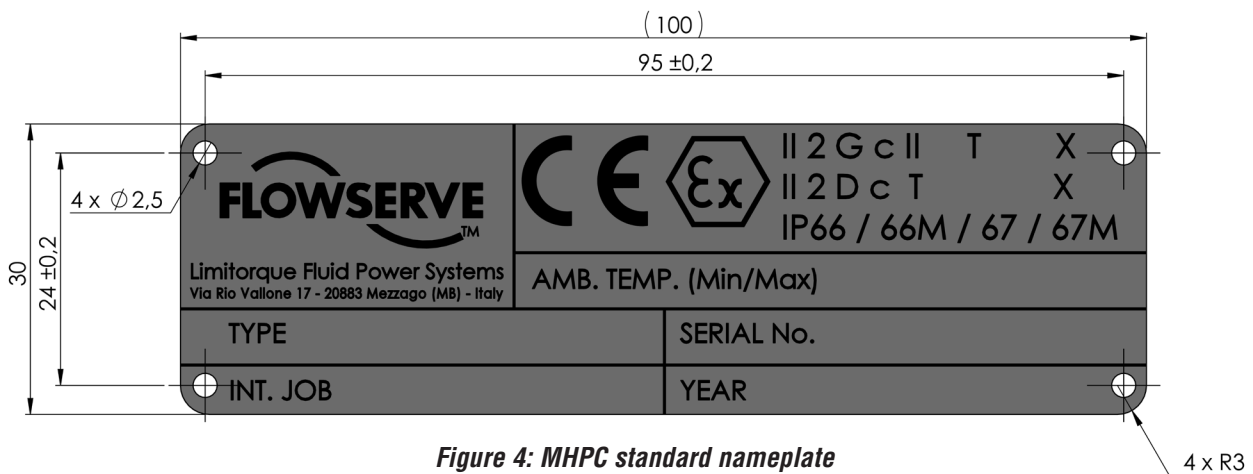 (100)
95 ±0,2
30
24 ±0,2
4 x ∅ 2,5
FLOWSERVE
TM
Limitorque Fluid Power Systems
Via Rio Vallone 17 - 20883 Mezzago (MB) - Italy
CE Ex
II 2 G c II T X
II 2 D c T X
IP66 / 66M / 67 / 67M
AMB. TEMP. (Min/Max)
TYPE
SERIAL No.
INT. JOB
YEAR
4 x R3
Figure 4: MHPC standard nameplate